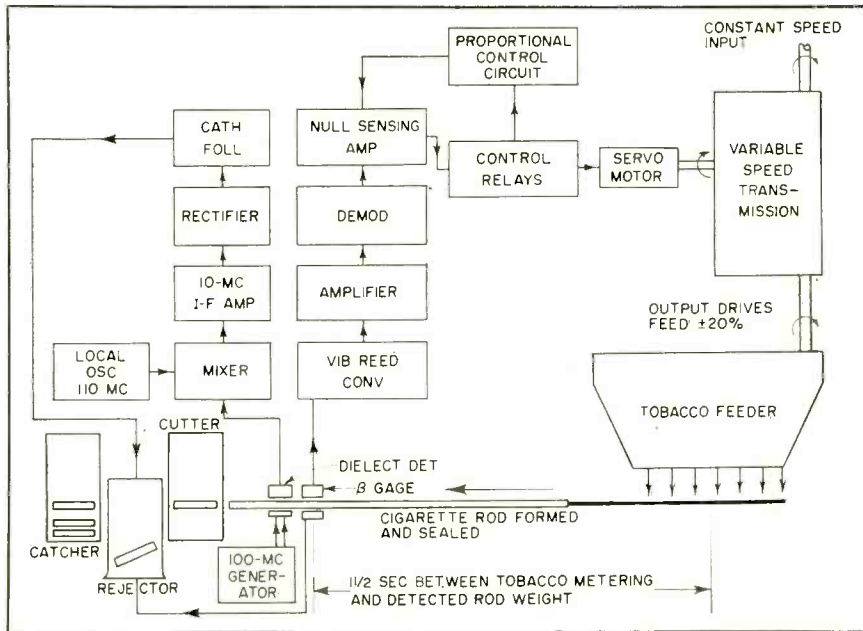 CONSTANT SPEED
INPUT
PROPORTIONAL
CONTROL
CIRCUIT
CATH
FOLL
NULL SENSING
AMP
CONTROL
RELAYS
SERVO
MOTOR
VARIABLE
SPEED
TRANS-
MISSION
RECTIFIER
DEMOD
10-MC
I-F AMP
AMPLIFIER
OUTPUT DRIVES
FEED ±20%
LOCAL
OSC
110 MC
MIXER
VIB REED
CONV
TOBACCO FEEDER
CUTTER
DIELECT DET
β GAGE
CIGARETTE ROD FORMED
AND SEALED
CATCHER
REJECTOR
100-MC
GENER-
ATOR
1 1/2 SEC BETWEEN TOBACCO METERING
AND DETECTED ROD WEIGHT